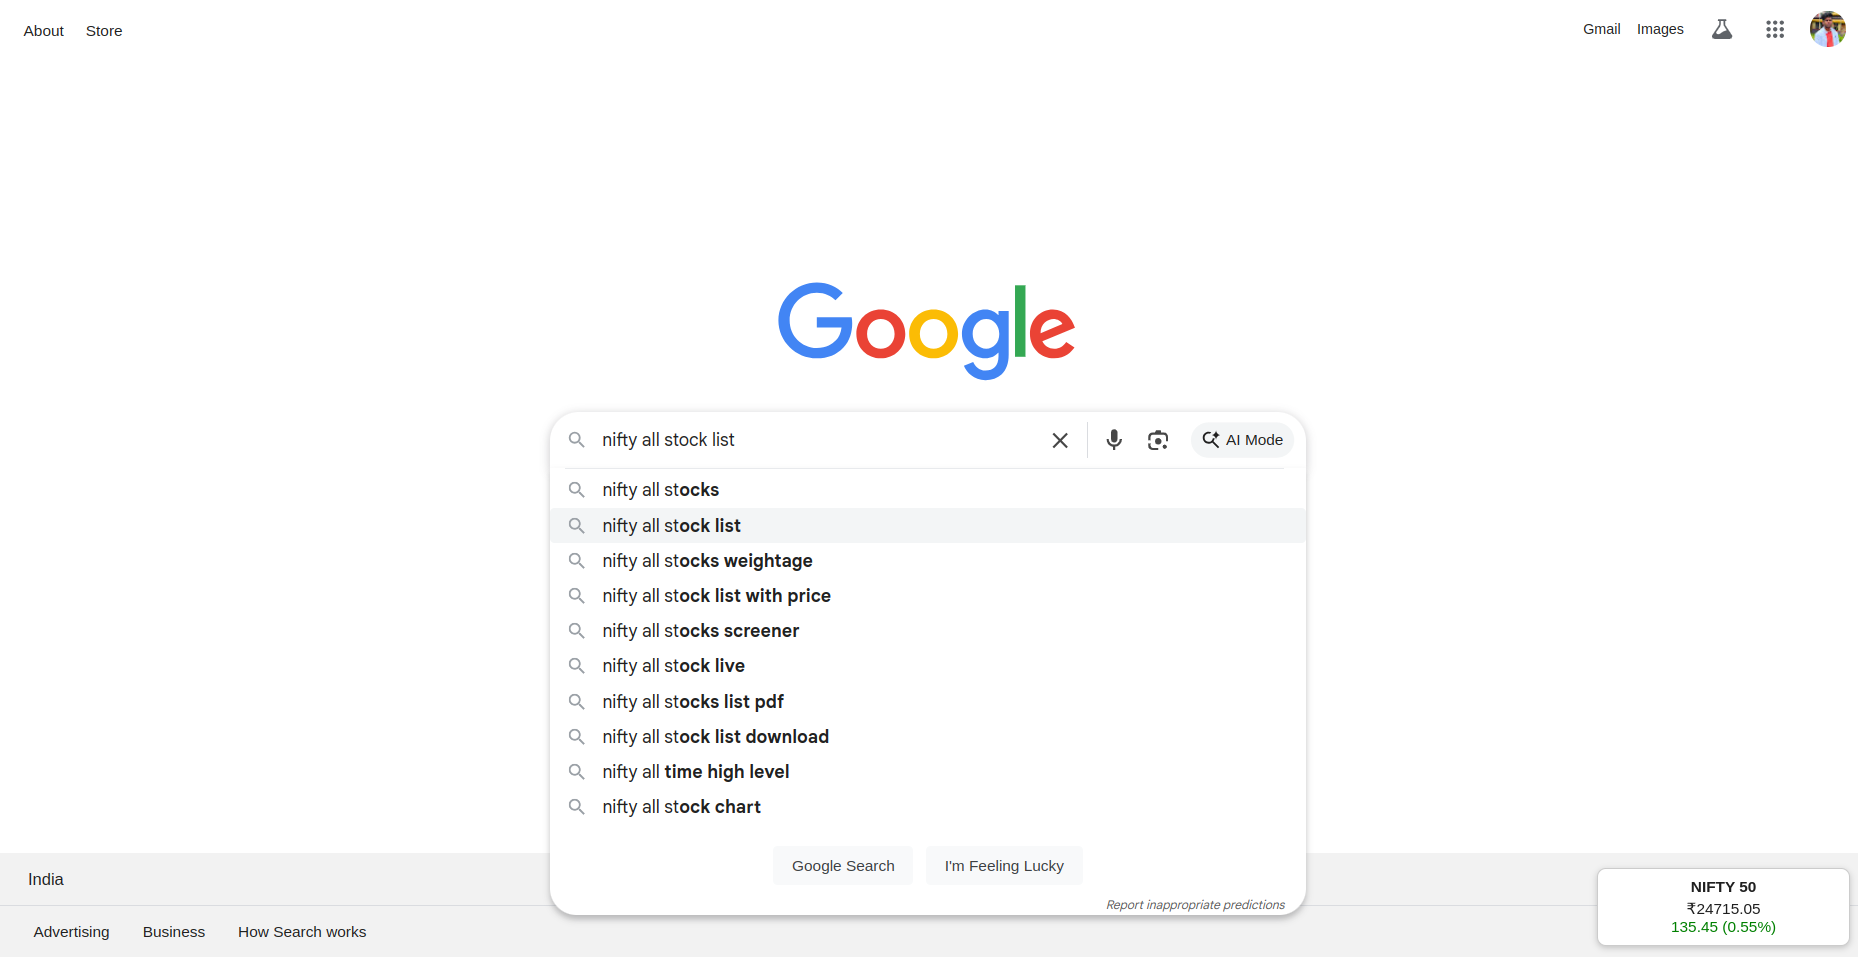 About Store
Gmail Images
Google
nifty all stock list
AI Mode
nifty all stocks
nifty all stock list
nifty all stocks weightage
nifty all stock list with price
nifty all stocks screener
nifty all stock live
nifty all stocks list pdf
nifty all stock list download
nifty all time high level
nifty all stock chart
Google Search I'm Feeling Lucky
Report inappropriate predictions
India
Advertising Business How Search works
NIFTY 50
₹24715.05
135.45 (0.55%)